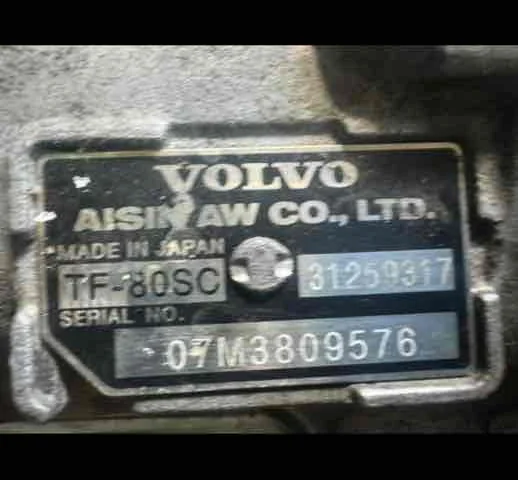 VOLVO
AISIN AW CO., LTD.
MADE IN JAPAN
TF-80SC 31259317
SERIAL NO.
07M3809576